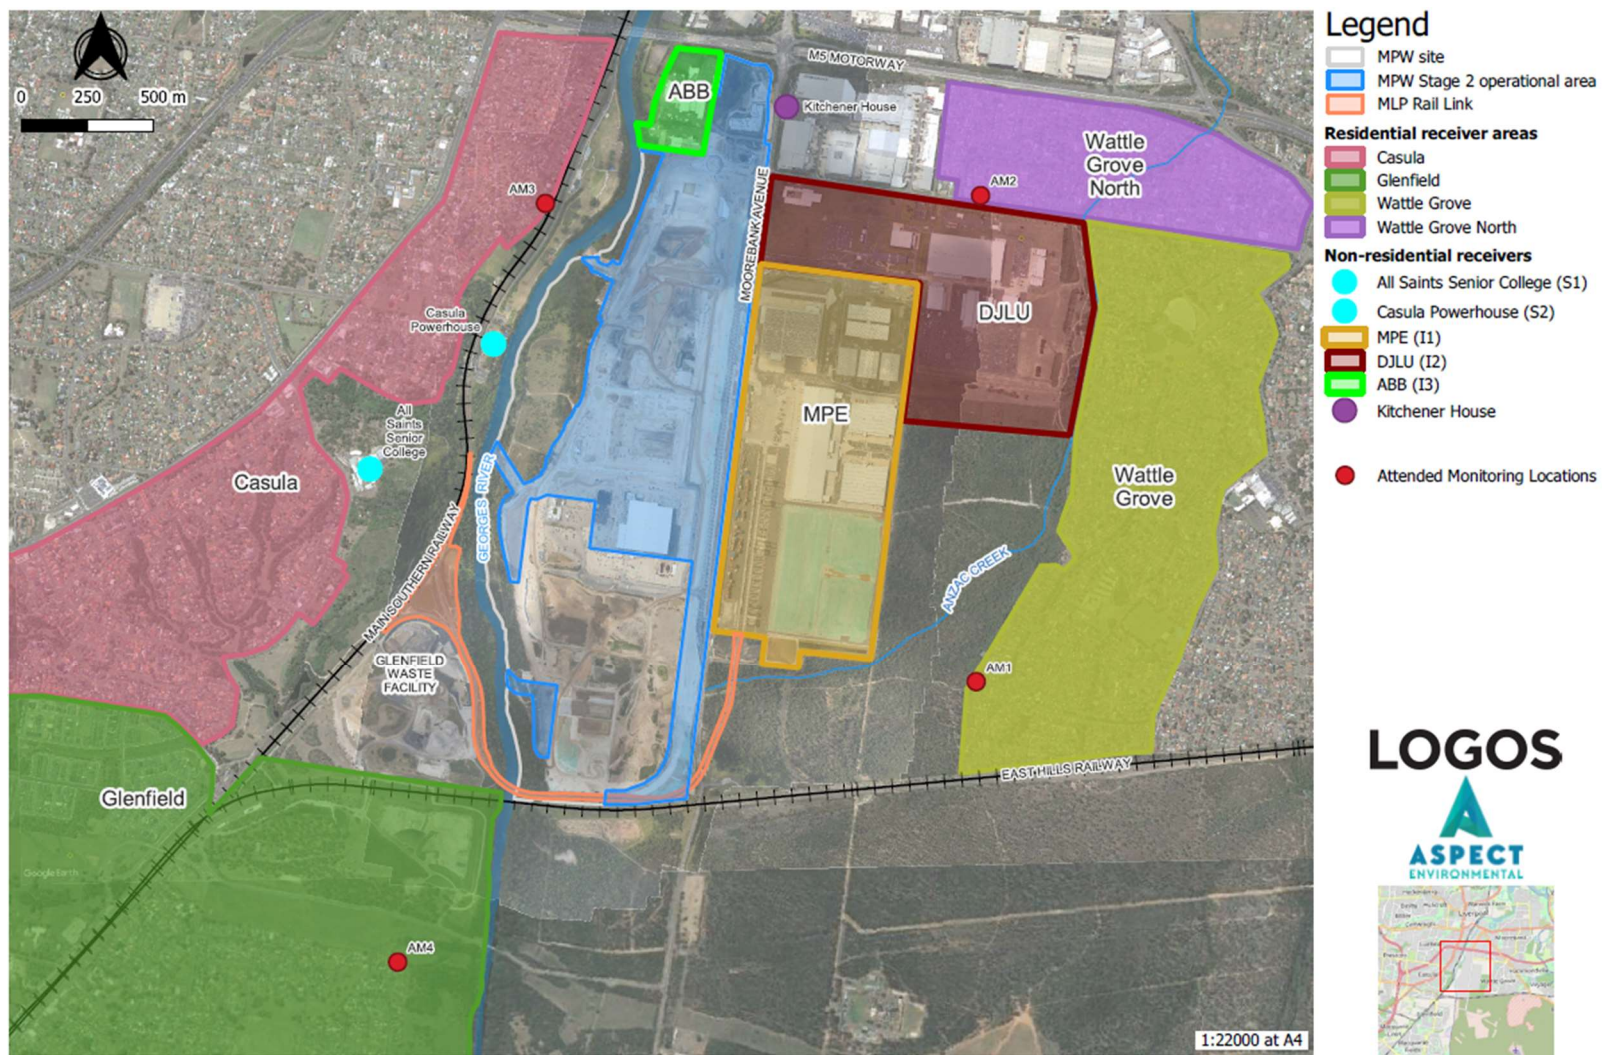 0 250 500 m
M5 MOTORWAY
ABB
Kitchener House
Wattle
Grove
North
AM3
AM2
MOOREBANK AVENUE
Casula
Powerhouse
DJLU
MPE
All
Saints
Senior
College
Casula
GEORGES RIVER
Wattle
Grove
MAIN SOUTHERN RAILWAY
ANZAC CREEK
GLENFIELD
WASTE
FACILITY
AM1
EAST HILLS RAILWAY
Glenfield
Google Earth
AM4
1:22000 at A4
Legend
MPW site
MPW Stage 2 operational area
MLP Rail Link
Residential receiver areas
Casula
Glenfield
Wattle Grove
Wattle Grove North
Non-residential receivers
All Saints Senior College (S1)
Casula Powerhouse (S2)
MPE (I1)
DJLU (I2)
ABB (I3)
Kitchener House
Attended Monitoring Locations
LOGOS
ASPECT
ENVIRONMENTAL
Liverpool